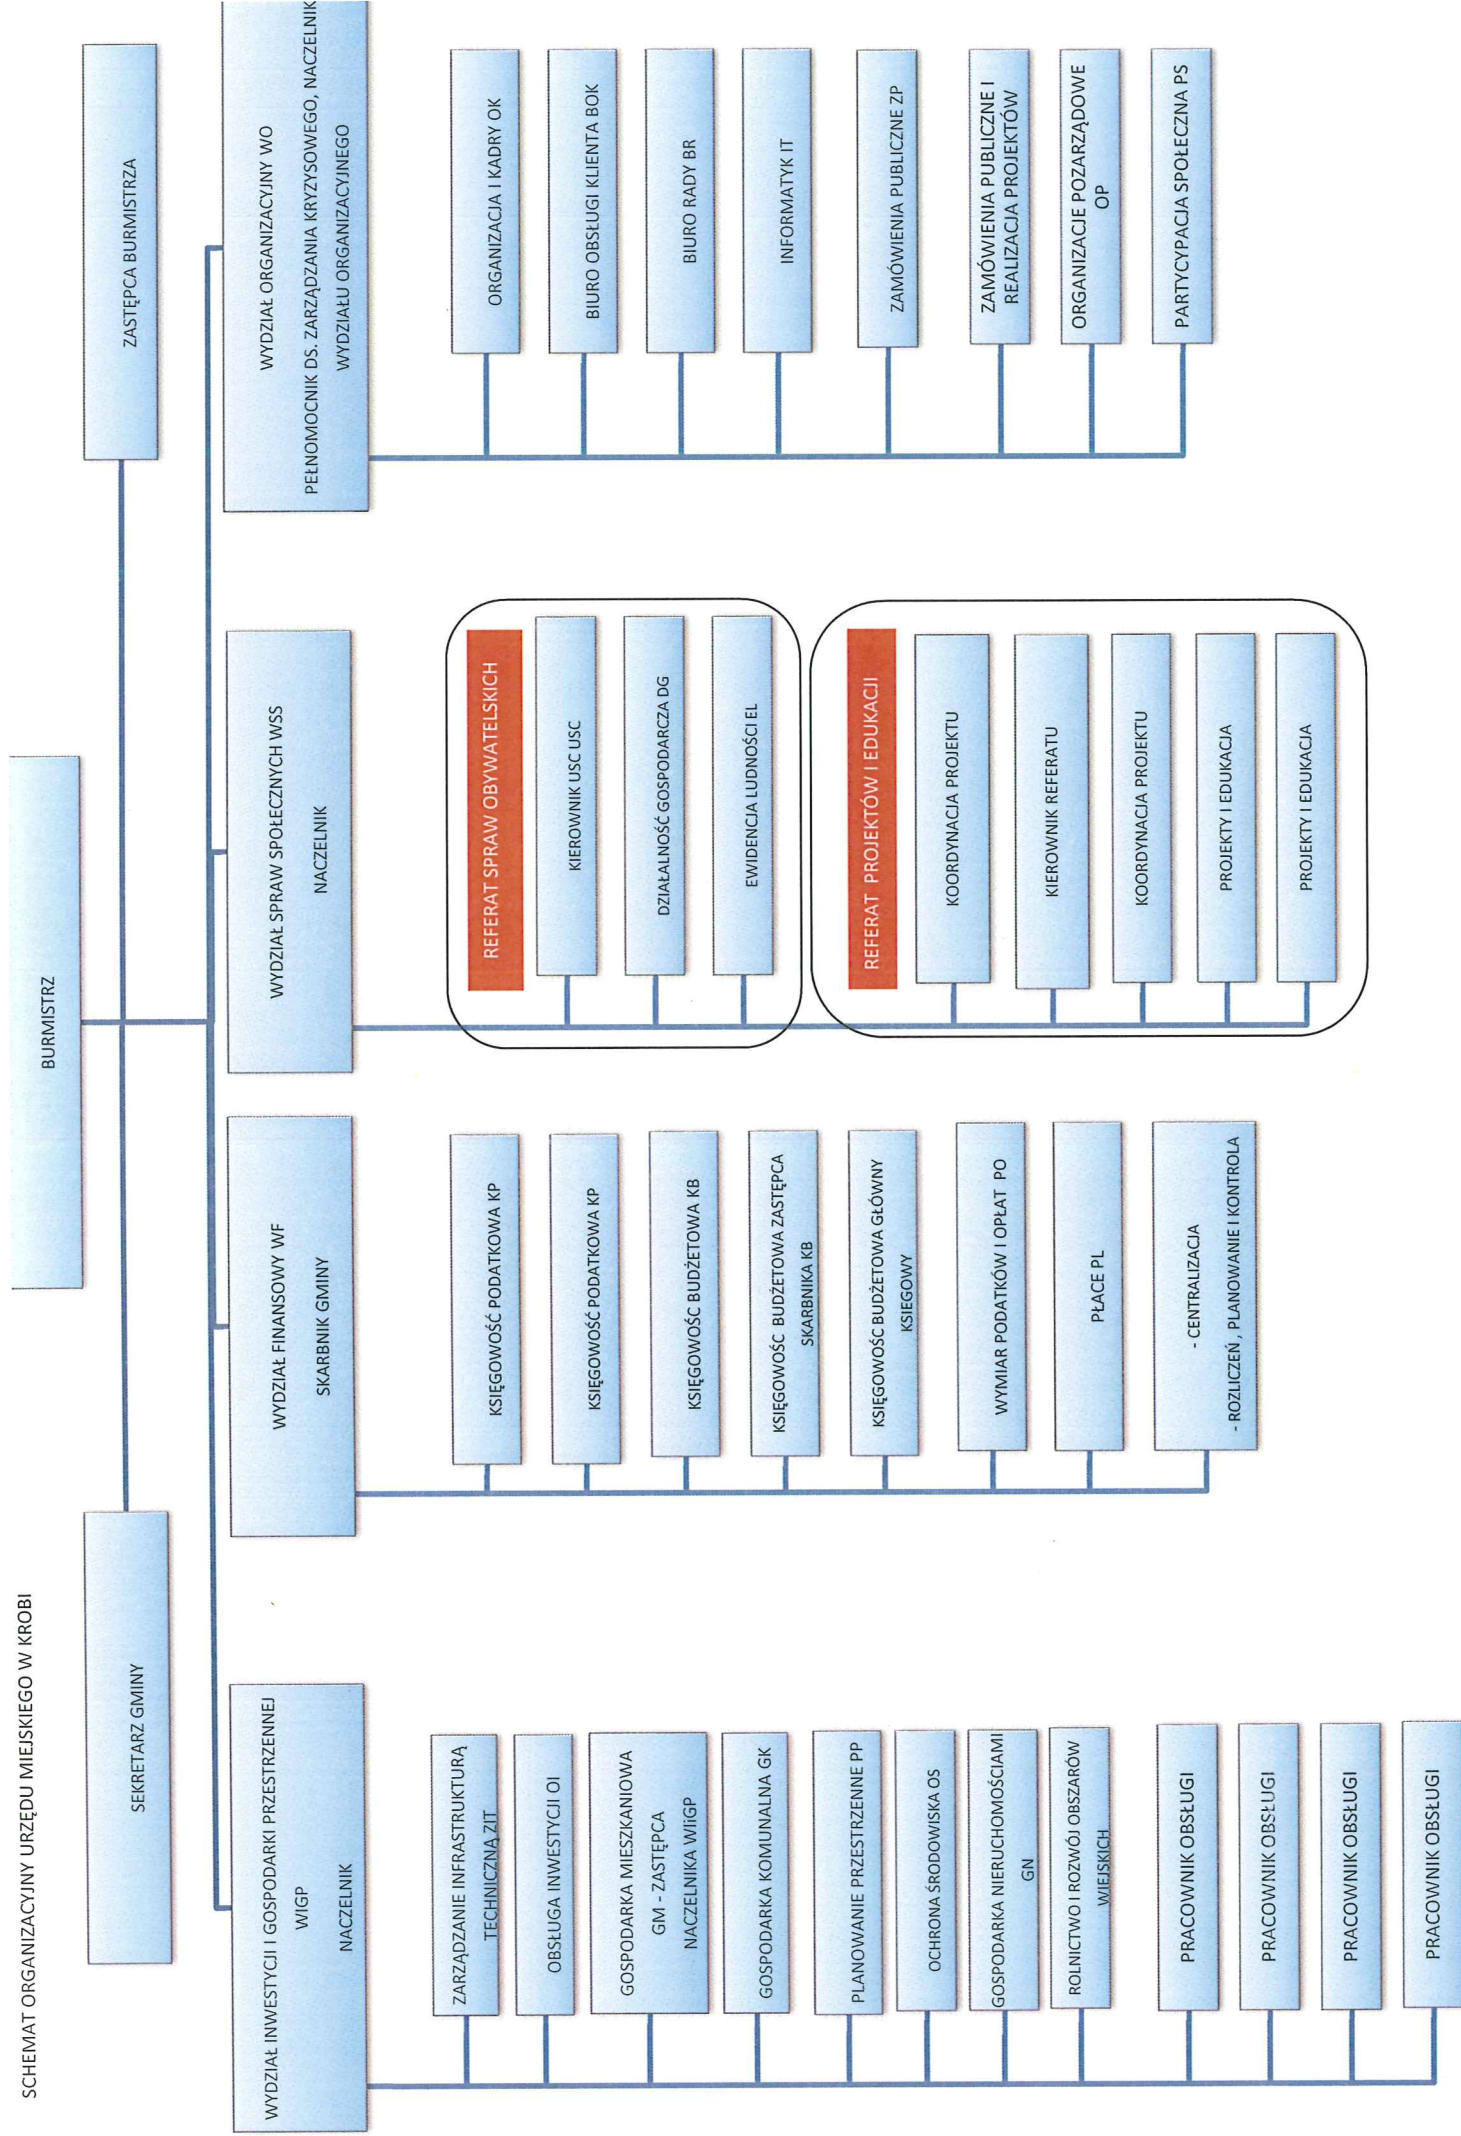 SCHEMAT ORGANIZACYJNY URZĘDU MIEJSKIEGO W KROBI
BURMISTRZ
SEKRETARZ GMINY
ZASTĘPCA BURMISTRZA
WYDZIAŁ INWESTYCJI I GOSPODARKI PRZESTRZENNEJ
WIGP
NACZELNIK
ZARZĄDZANIE INFRASTRUKTURĄ
TECHNICZNĄ ZIT
OBSŁUGA INWESTYCJI OI
GOSPODARKA MIESZKANIOWA
GM - ZASTĘPCA
NACZELNIKA WIiGP
GOSPODARKA KOMUNALNA GK
PLANOWANIE PRZESTRZENNE PP
OCHRONA ŚRODOWISKA OS
GOSPODARKA NIERUCHOMOŚCIAMI
GN
ROLNICTWO I ROZWÓJ OBSZARÓW
WIEJSKICH
PRACOWNIK OBSŁUGI
PRACOWNIK OBSŁUGI
PRACOWNIK OBSŁUGI
PRACOWNIK OBSŁUGI
WYDZIAŁ FINANSOWY WF
SKARBNIK GMINY
KSIĘGOWOŚĆ PODATKOWA KP
KSIĘGOWOŚĆ PODATKOWA KP
KSIĘGOWOŚĆ BUDŻETOWA KB
KSIĘGOWOŚC BUDŻETOWA ZASTĘPCA
SKARBNIKA KB
KSIĘGOWOŚC BUDŻETOWA GŁÓWNY
KSIEGOWY
WYMIAR PODATKÓW I OPŁAT PO
PŁACE PL
- CENTRALIZACJA
- ROZLICZEŃ , PLANOWANIE I KONTROLA
WYDZIAŁ SPRAW SPOŁECZNYCH WSS
NACZELNIK
REFERAT SPRAW OBYWATELSKICH
KIEROWNIK USC USC
DZIAŁALNOŚĆ GOSPODARCZA DG
EWIDENCJA LUDNOŚCI EL
REFERAT PROJEKTÓW I EDUKACJI
KOORDYNACJA PROJEKTU
KIEROWNIK REFERATU
KOORDYNACJA PROJEKTU
PROJEKTY I EDUKACJA
PROJEKTY I EDUKACJA
WYDZIAŁ ORGANIZACYJNY WO
PEŁNOMOCNIK DS. ZARZĄDZANIA KRYZYSOWEGO, NACZELNIK
WYDZIAŁU ORGANIZACYJNEGO
ORGANIZACJA I KADRY OK
BIURO OBSŁUGI KLIENTA BOK
BIURO RADY BR
INFORMATYK IT
ZAMÓWIENIA PUBLICZNE ZP
ZAMÓWIENIA PUBLICZNE I
REALIZACJA PROJEKTÓW
ORGANIZACJE POZARZĄDOWE
OP
PARTYCYPACJA SPOŁECZNA PS